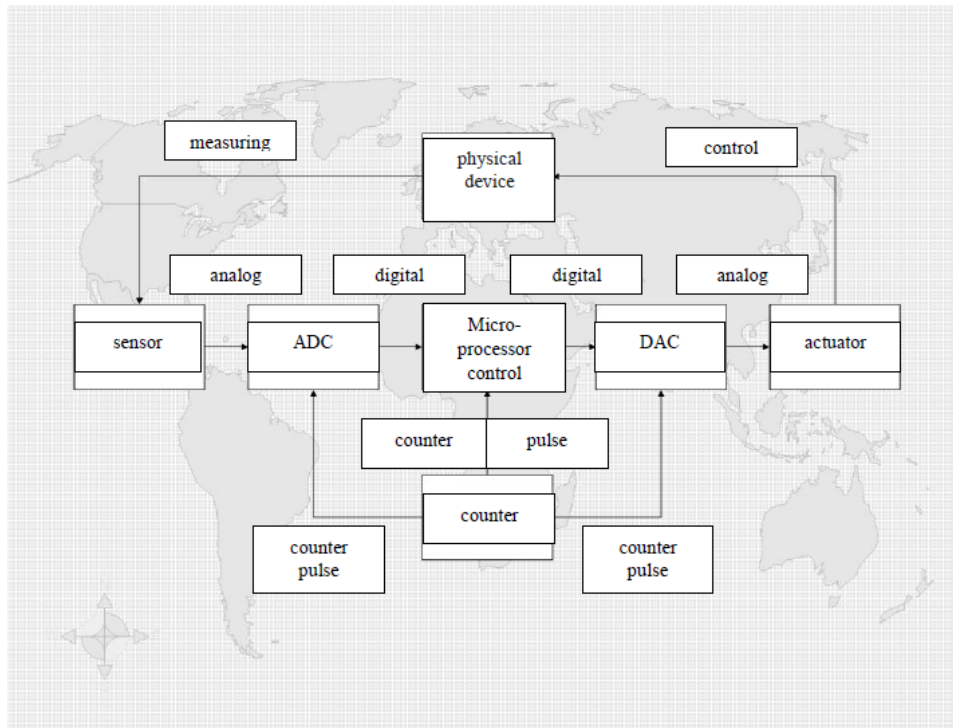 measuring
physical
device
control
analog
digital
digital
analog
sensor
ADC
Micro-
processor
control
DAC
actuator
counter
pulse
counter
counter
pulse
counter
pulse